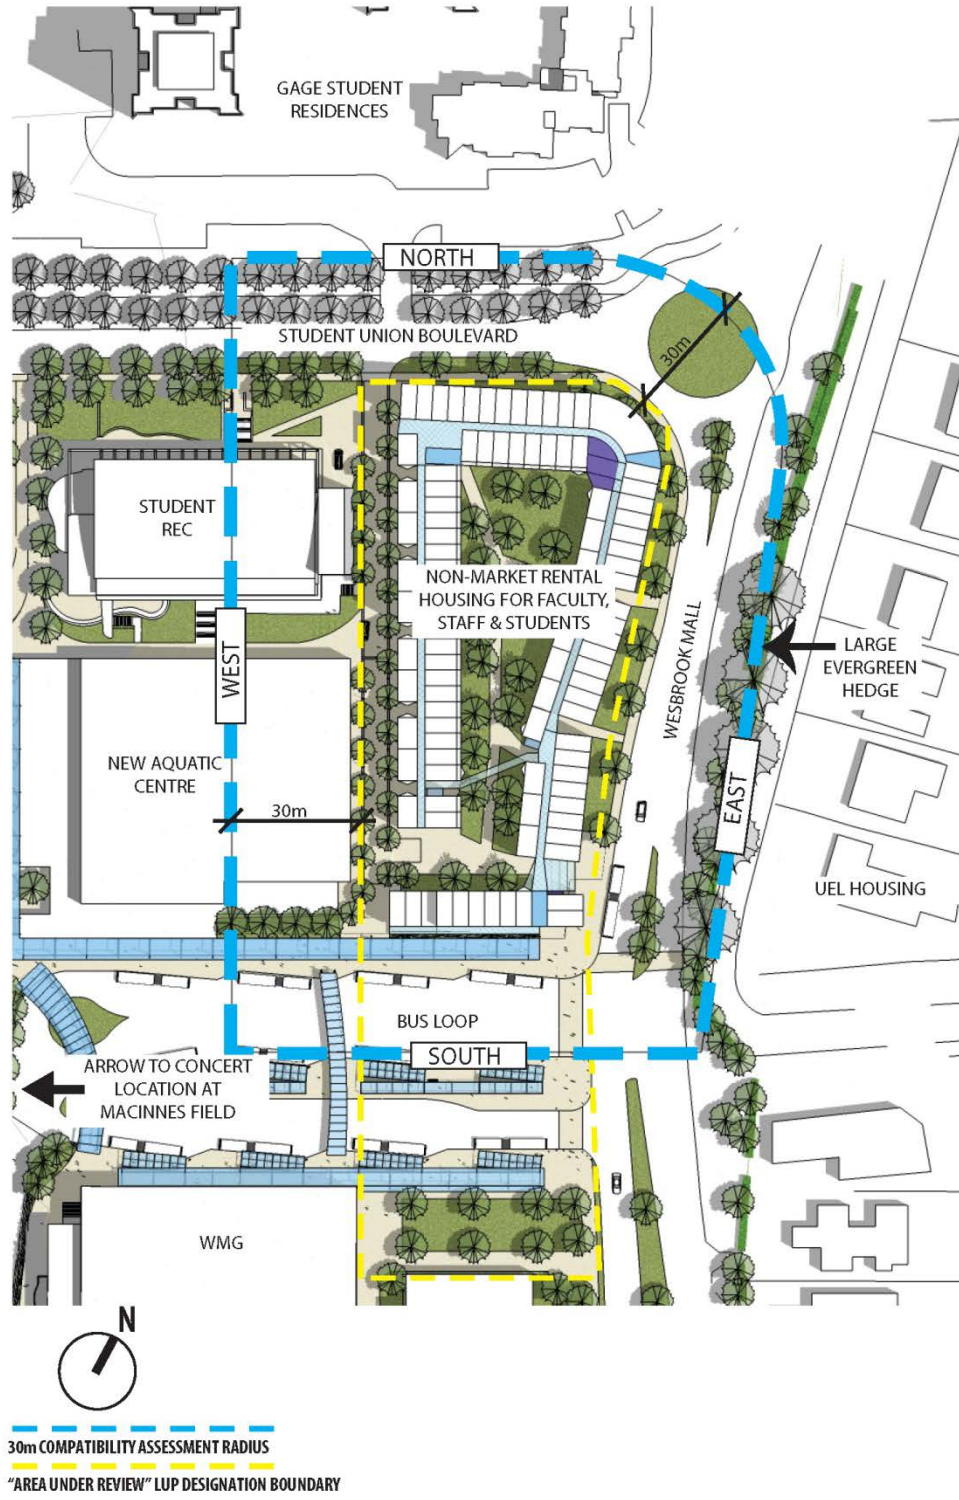 GAGE STUDENT
RESIDENCES
NORTH
STUDENT UNION BOULEVARD
30m
STUDENT
REC
NON-MARKET RENTAL
HOUSING FOR FACULTY,
STAFF & STUDENTS
WEST
WESBROOK MALL
LARGE
EVERGREEN
HEDGE
NEW AQUATIC
CENTRE
30m
EAST
UEL HOUSING
BUS LOOP
SOUTH
ARROW TO CONCERT
LOCATION AT
MACINNES FIELD
WMG
N
30m COMPATIBILITY ASSESSMENT RADIUS
"AREA UNDER REVIEW" LUP DESIGNATION BOUNDARY